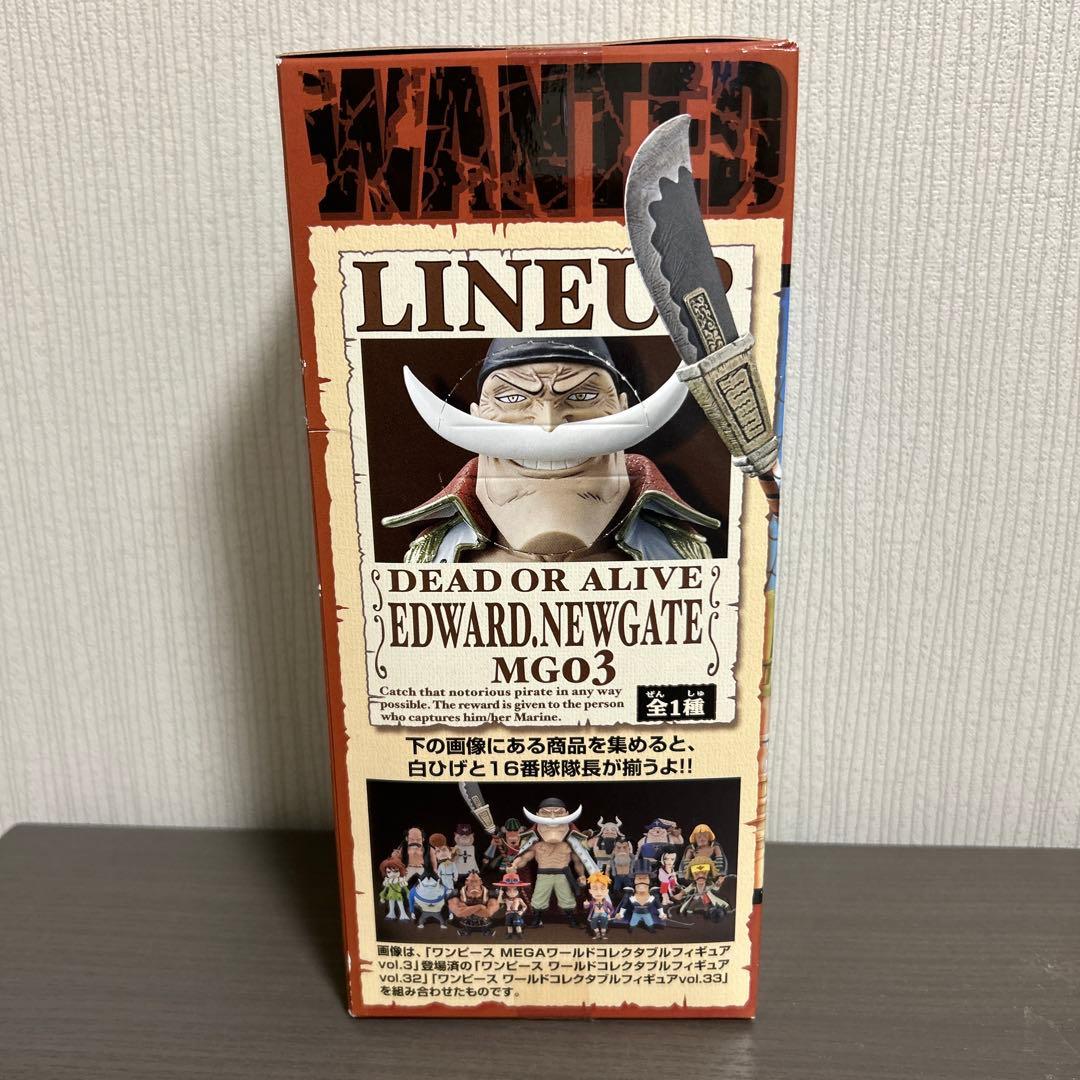 WANTED
LINEUP
DEAD OR ALIVE
EDWARD.NEWGATE
MG03
Catch that notorious pirate in any way
possible. The reward is given to the person
who captures him/her Marine.
ぜん しゅ
全1種
下の画像にある商品を集めると、
白ひげと16番隊隊長が揃うよ!!
画像は、「ワンピース MEGAワールドコレクタブルフィギュア
vol.3」登場済の「ワンピース ワールドコレクタブルフィギュア
vol.32」「ワンピース ワールドコレクタブルフィギュアvol.33」
を組み合わせたものです。